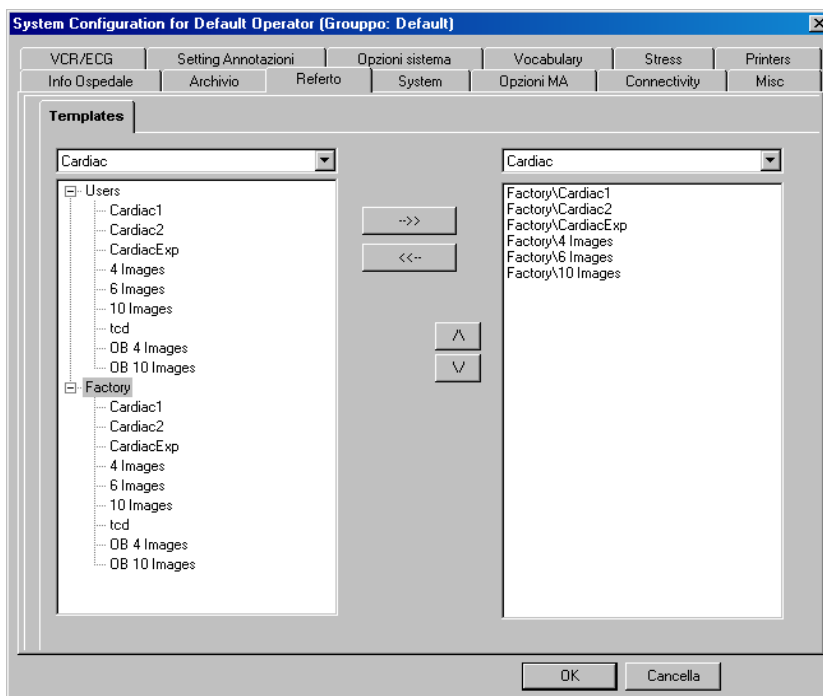 System Configuration for Default Operator (Grouppo: Default)
VCR/ECG Setting Annotazioni Opzioni sistema Vocabulary Stress Printers
Info Ospedale Archivio Referto System Opzioni MA Connectivity Misc
Templates
Cardiac
Users
Cardiac1
Cardiac2
CardiacExp
4 Images
6 Images
10 Images
tcd
OB 4 Images
OB 10 Images
Factory
Cardiac1
Cardiac2
CardiacExp
4 Images
6 Images
10 Images
tcd
OB 4 Images
OB 10 Images
-->>
<<--
/\
\/
Cardiac
Factory\Cardiac1
Factory\Cardiac2
Factory\CardiacExp
Factory\4 Images
Factory\6 Images
Factory\10 Images
OK Cancella